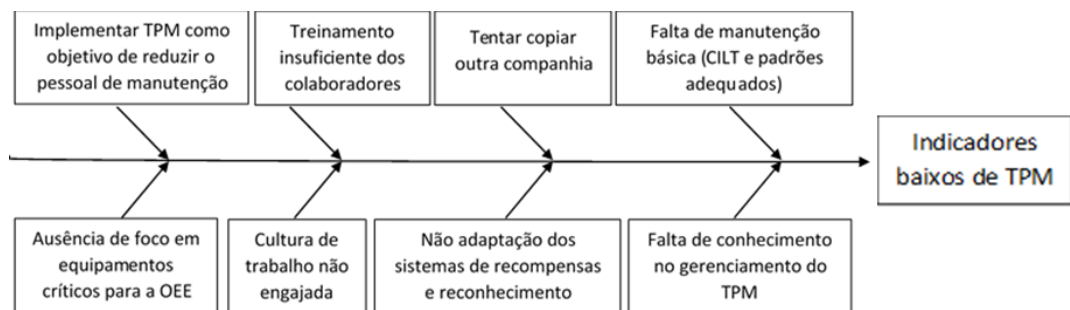 Implementar TPM como
objetivo de reduzir o
pessoal de manutenção
Treinamento
insuficiente dos
colaboradores
Tentar copiar
outra companhia
Falta de manutenção
básica (CILT e padrões
adequados)
Indicadores
baixos de TPM
Ausência de foco em
equipamentos
críticos para a OEE
Cultura de
trabalho não
engajada
Não adaptação dos
sistemas de recompensas
e reconhecimento
Falta de conhecimento
no gerenciamento do
TPM